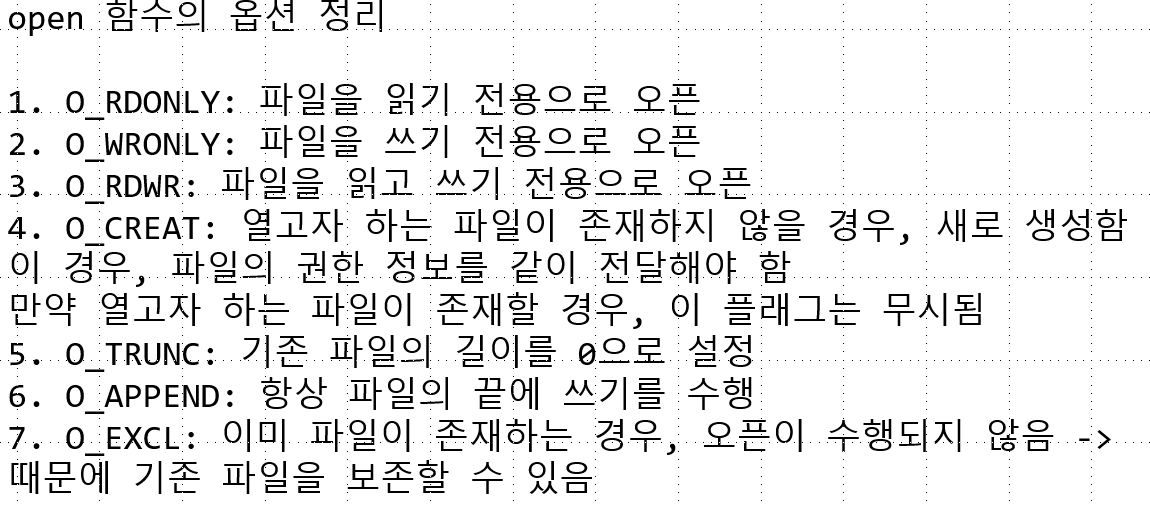 open 함수의 옵션 정리
1. O_RDONLY: 파일을 읽기 전용으로 오픈
2. O_WRONLY: 파일을 쓰기 전용으로 오픈
3. O_RDWR: 파일을 읽고 쓰기 전용으로 오픈
4. O_CREAT: 열고자 하는 파일이 존재하지 않을 경우, 새로 생성함
이 경우, 파일의 권한 정보를 같이 전달해야 함
만약 열고자 하는 파일이 존재할 경우, 이 플래그는 무시됨
5. O_TRUNC: 기존 파일의 길이를 0으로 설정
6. O_APPEND: 항상 파일의 끝에 쓰기를 수행
7. O_EXCL: 이미 파일이 존재하는 경우, 오픈이 수행되지 않음 ->
때문에 기존 파일을 보존할 수 있음